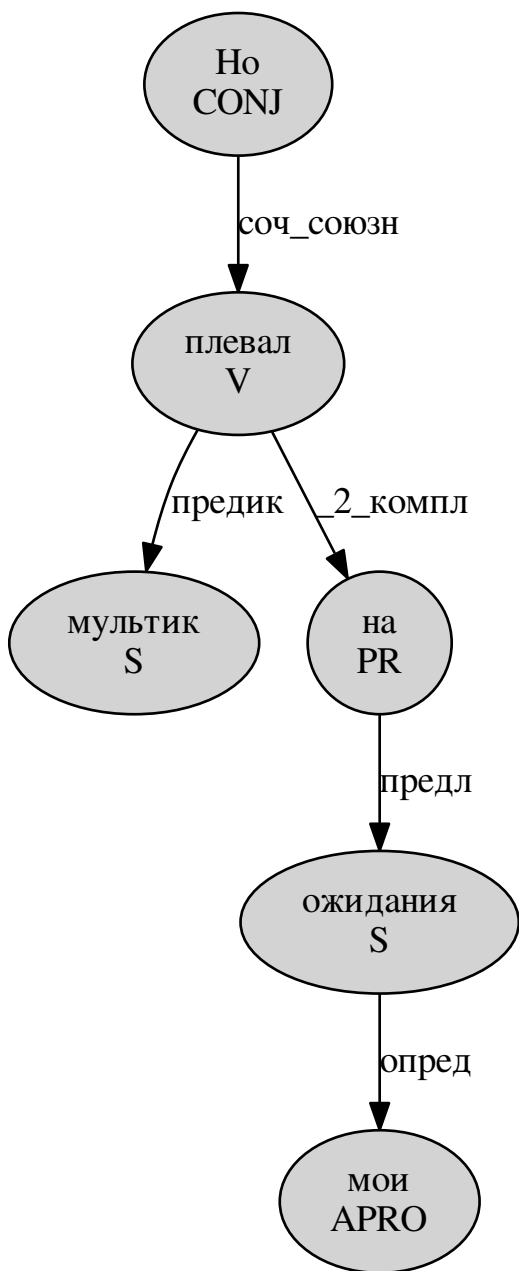 Но
CONJ
соч_союзн
плевал
V
предик
_2_компл
мультик
S
на
PR
предл
ожидания
S
опред
мои
APRO